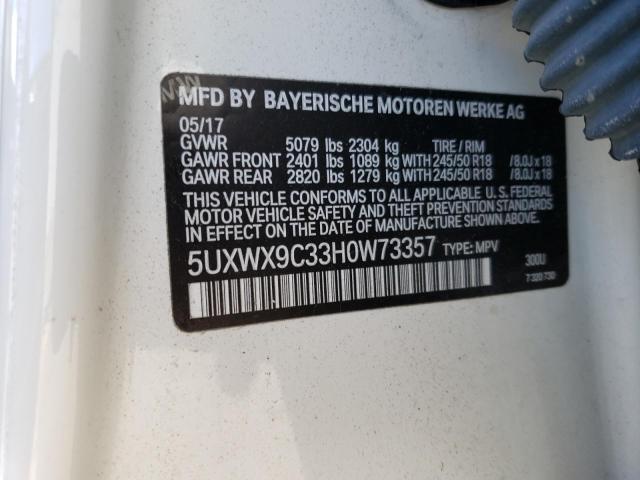 MFD BY BAYERISCHE MOTOREN WERKE AG
05/17
GVWR 5079 lbs 2304 kg TIRE / RIM
GAWR FRONT 2401 lbs 1089 kg WITH 245/50 R18 /8.0J x 18
GAWR REAR 2820 lbs 1279 kg WITH 245/50 R18 /8.0J x 18
THIS VEHICLE CONFORMS TO ALL APPLICABLE U. S. FEDERAL
MOTOR VEHICLE SAFETY AND THEFT PREVENTION STANDARDS
IN EFFECT ON THE DATE OF MANUFACTURE SHOWN ABOVE.
5UXWX9C33H0W73357 TYPE: MPV 300U
7 320 730